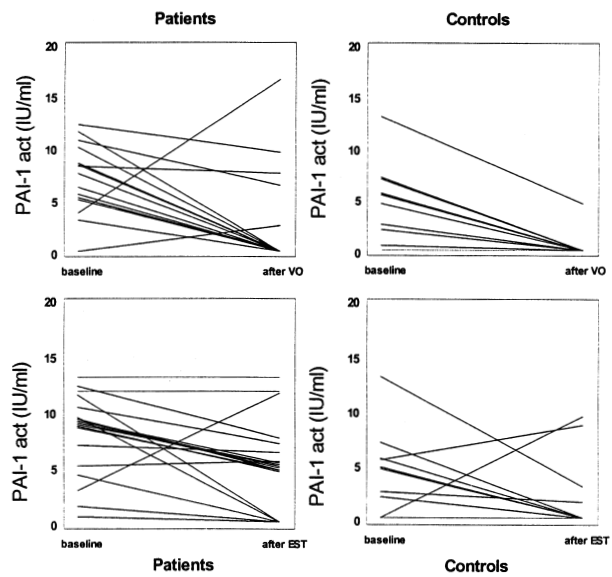 Patients Controls
20 20
15 15
10 10
5 5
0 0
PAI-1 act (IU/ml) PAI-1 act (IU/ml)
baseline after VO baseline after VO
20 20
15 15
10 10
5 5
0 0
PAI-1 act (IU/ml) PAI-1 act (IU/ml)
baseline after EST baseline after EST
Patients Controls